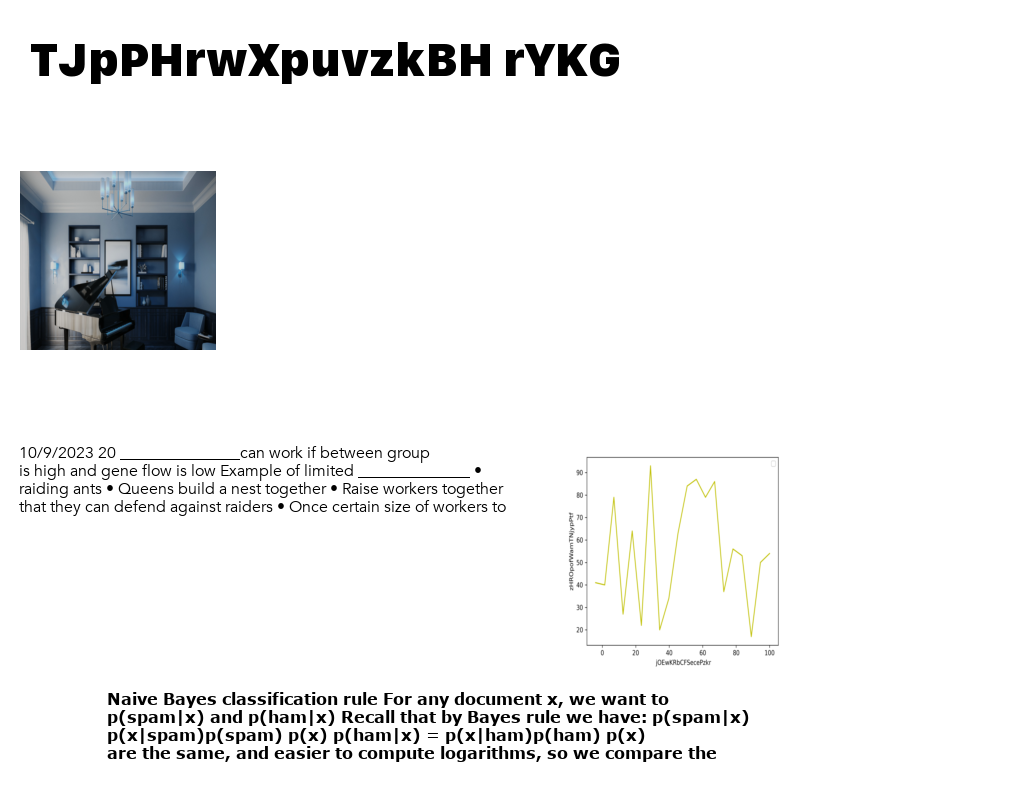 TJpPHrwXpuvzkBH rYKG
10/9/2023 20 _______________can work if between group
is high and gene flow is low Example of limited ______________ •
raiding ants • Queens build a nest together • Raise workers together
that they can defend against raiders • Once certain size of workers to
90
80
70
60
50
40
30
20
0 20 40 60 80 100
jOEwKRbCFSecePzkr
Naive Bayes classification rule For any document x, we want to
p(spam|x) and p(ham|x) Recall that by Bayes rule we have: p(spam|x)
p(x|spam)p(spam) p(x) p(ham|x) = p(x|ham)p(ham) p(x)
are the same, and easier to compute logarithms, so we compare the